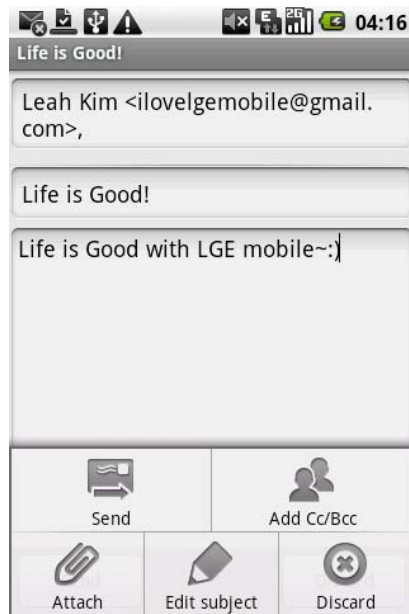 E 2G 04:16
Life is Good!
Leah Kim <ilovelgemobile@gmail.
com>,
Life is Good!
Life is Good with LGE mobile~:)
Send Add Cc/Bcc
Attach Edit subject Discard